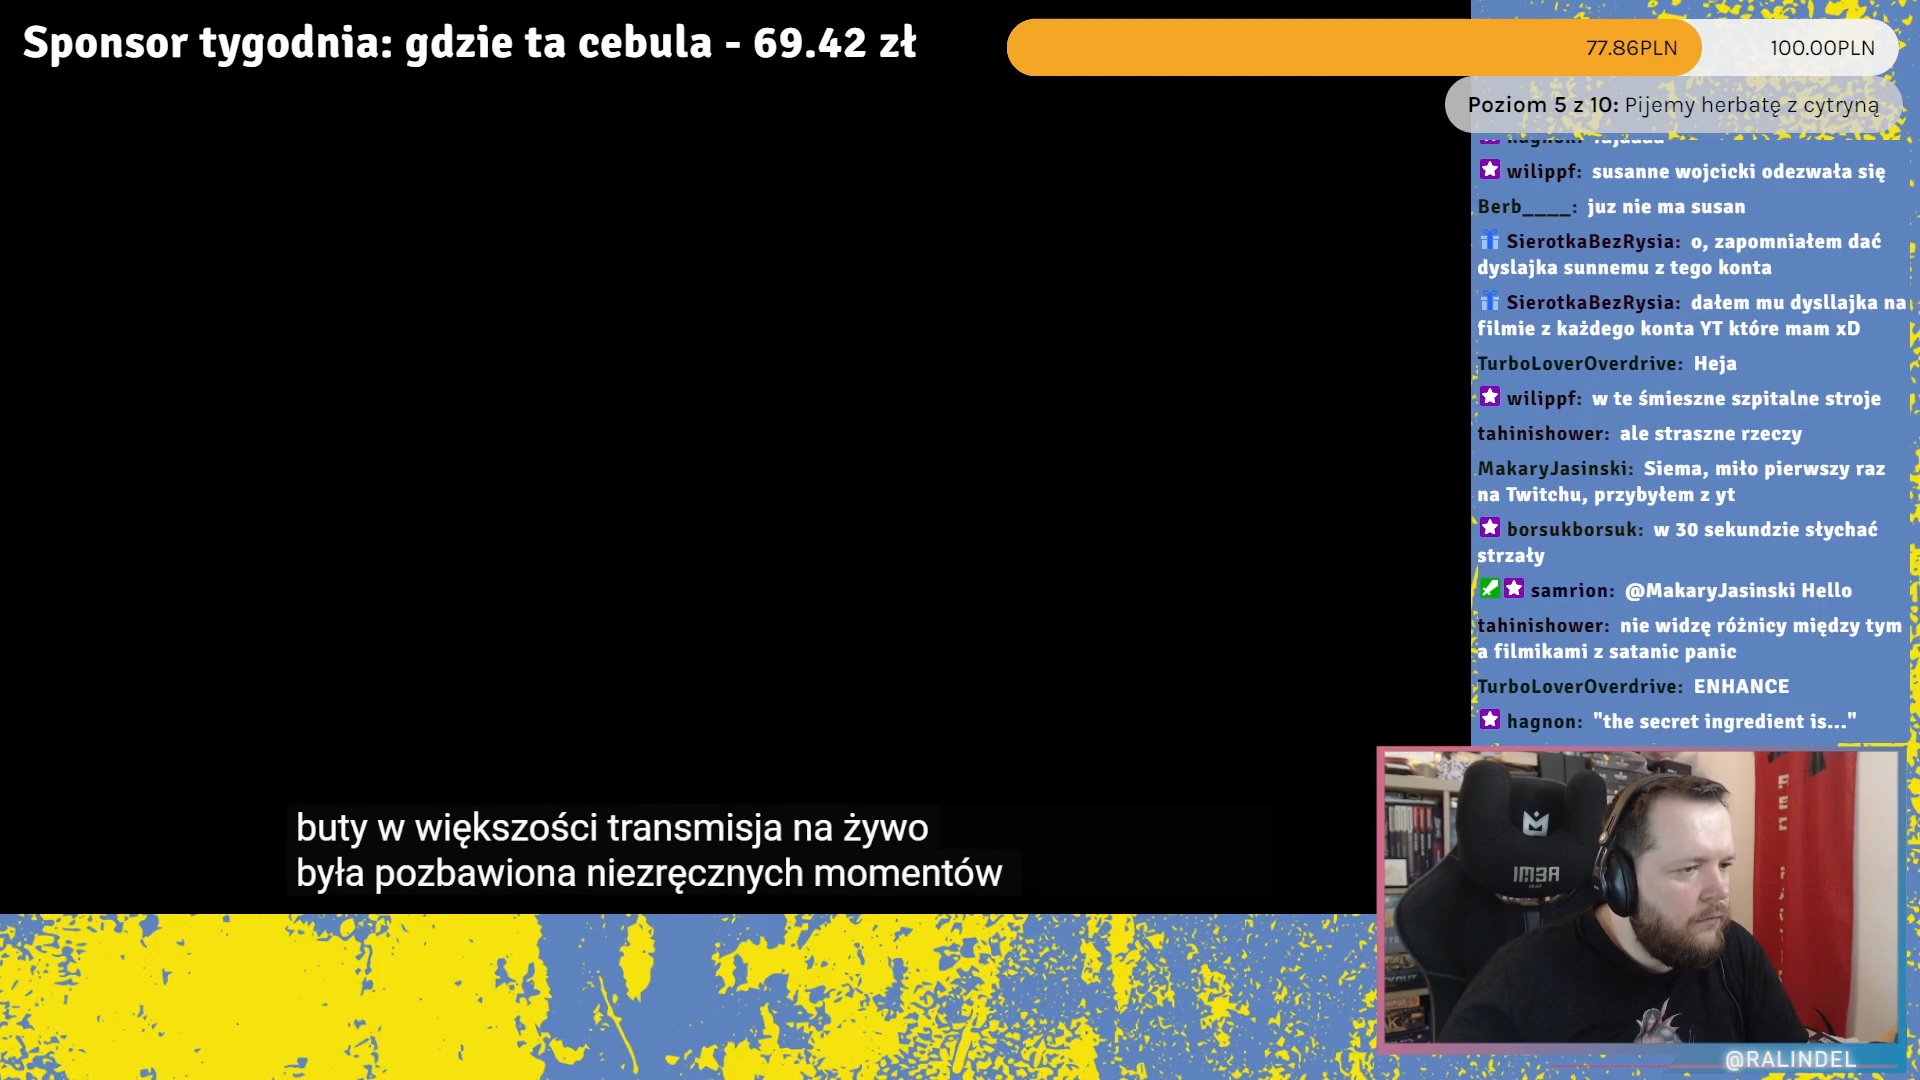 Sponsor tygodnia: gdzie ta cebula - 69.42 zł
77.86PLN
100.00PLN
Poziom 5 z 10: Pijemy herbatę z cytryną
wilippf: susanne wojcicki odezwała się
Berb____: juz nie ma susan
SierotkaBezRysia: o, zapomniałem dać
dyslajka sunnemu z tego konta
SierotkaBezRysia: dałem mu dysllajka na
filmie z każdego konta YT które mam xD
TurboLoverOverdrive: Heja
wilippf: w te śmieszne szpitalne stroje
tahinishower: ale straszne rzeczy
MakaryJasinski: Siema, miło pierwszy raz
na Twitchu, przybyłem z yt
borsukborsuk: w 30 sekundzie słychać
strzały
samrion: @MakaryJasinski Hello
tahinishower: nie widzę różnicy między tym
a filmikami z satanic panic
TurboLoverOverdrive: ENHANCE
hagnon: "the secret ingredient is..."
buty w większości transmisja na żywo
była pozbawiona niezręcznych momentów
@RALINDEL